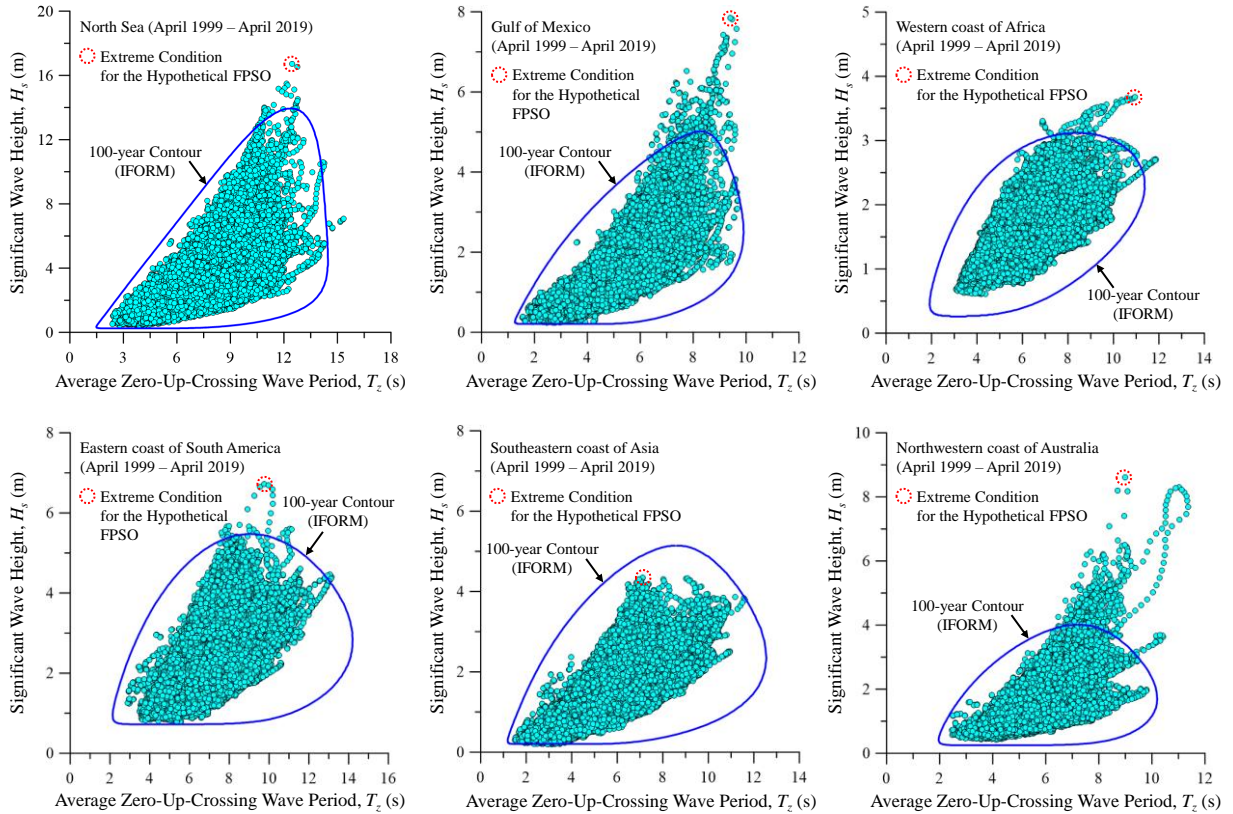 North Sea (April 1999 – April 2019)
Extreme Condition
for the Hypothetical FPSO
100-year Contour
(IFORM)
Significant Wave Height, Hs (m)
20
16
12
8
4
0
0 3 6 9 12 15 18
Average Zero-Up-Crossing Wave Period, Tz (s)
Gulf of Mexico
(April 1999 – April 2019)
Extreme Condition
for the Hypothetical
FPSO
100-year Contour
(IFORM)
Significant Wave Height, Hs (m)
8
6
4
2
0
0 2 4 6 8 10 12
Average Zero-Up-Crossing Wave Period, Tz (s)
Western coast of Africa
(April 1999 – April 2019)
Extreme Condition
for the Hypothetical FPSO
100-year Contour
(IFORM)
Significant Wave Height, Hs (m)
5
4
3
2
1
0
0 2 4 6 8 10 12 14
Average Zero-Up-Crossing Wave Period, Tz (s)
Eastern coast of South America
(April 1999 – April 2019)
Extreme Condition
for the Hypothetical
FPSO
100-year Contour
(IFORM)
Significant Wave Height, Hs (m)
8
6
4
2
0
0 2 4 6 8 10 12 14 16
Average Zero-Up-Crossing Wave Period, Tz (s)
Southeastern coast of Asia
(April 1999 – April 2019)
Extreme Condition
for the Hypothetical FPSO
100-year Contour
(IFORM)
Significant Wave Height, Hs (m)
8
6
4
2
0
0 2 4 6 8 10 12 14
Average Zero-Up-Crossing Wave Period, Tz (s)
Northwestern coast of Australia
(April 1999 – April 2019)
Extreme Condition
for the Hypothetical FPSO
100-year Contour
(IFORM)
Significant Wave Height, Hs (m)
10
8
6
4
2
0
0 2 4 6 8 10 12
Average Zero-Up-Crossing Wave Period, Tz (s)